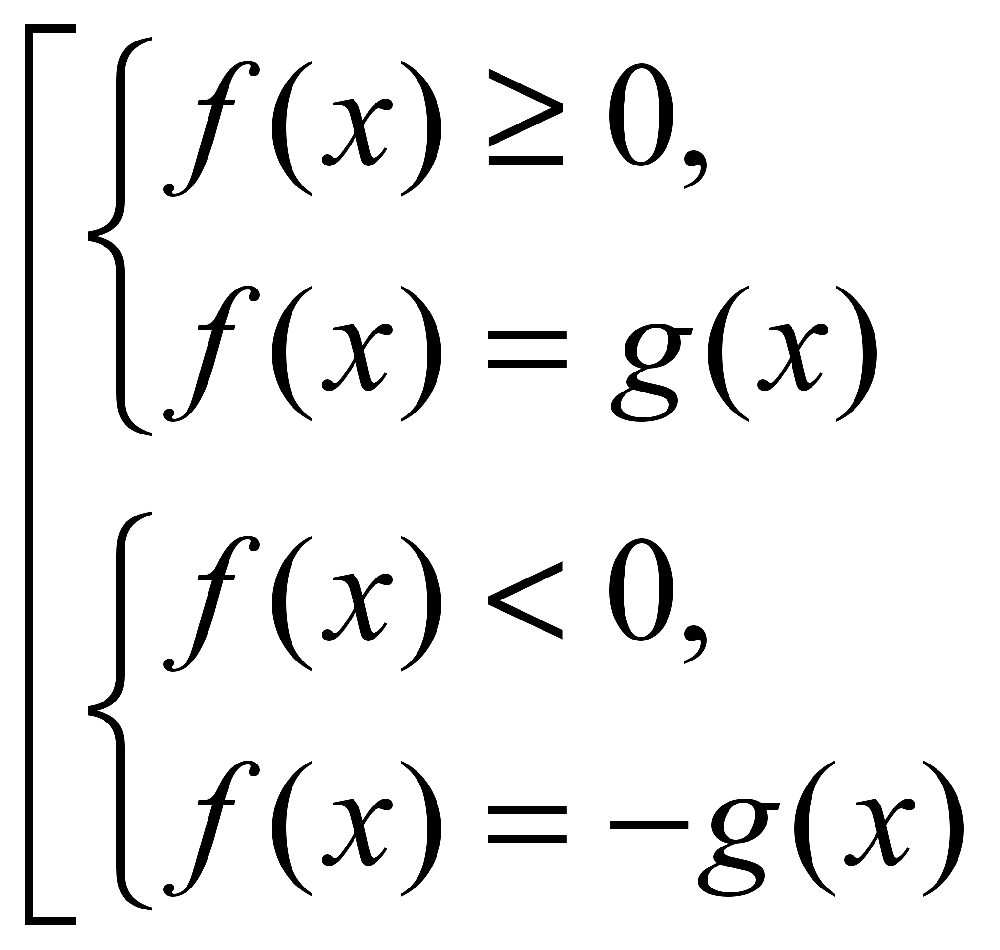 f(x) ≥ 0,
f(x) = g(x)
f(x) < 0,
f(x) = −g(x)